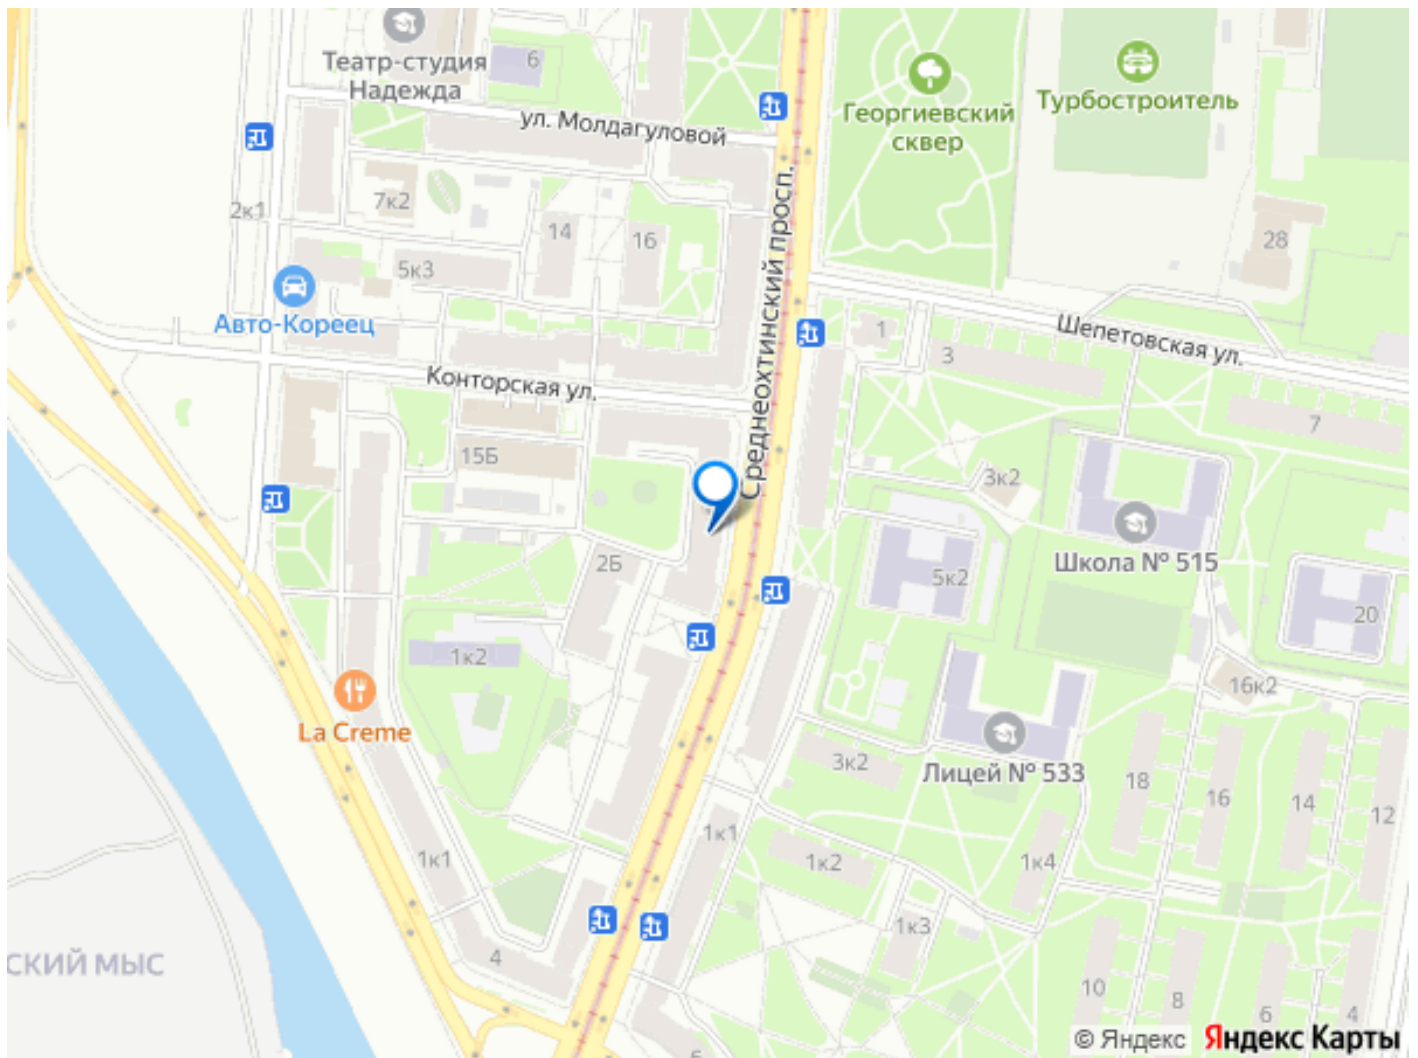 Театр-студия
Надежда
6
Георгиевский
сквер
Турбостроитель
ул. Молдагуловой
7к2
2к1
14
16
28
5к3
Авто-Кореец
Среднеохтинский просп.
1
3
Шепетовская ул.
Конторская ул.
7
15Б
3к2
Школа № 515
2Б
5к2
20
1к2
16к2
La Creme
3к2
Лицей № 533
18
16
14
12
1к1
1к1
1к2
1к4
1к3
СКИЙ МЫС
4
10
8
6
4
© Яндекс
Яндекс Карты